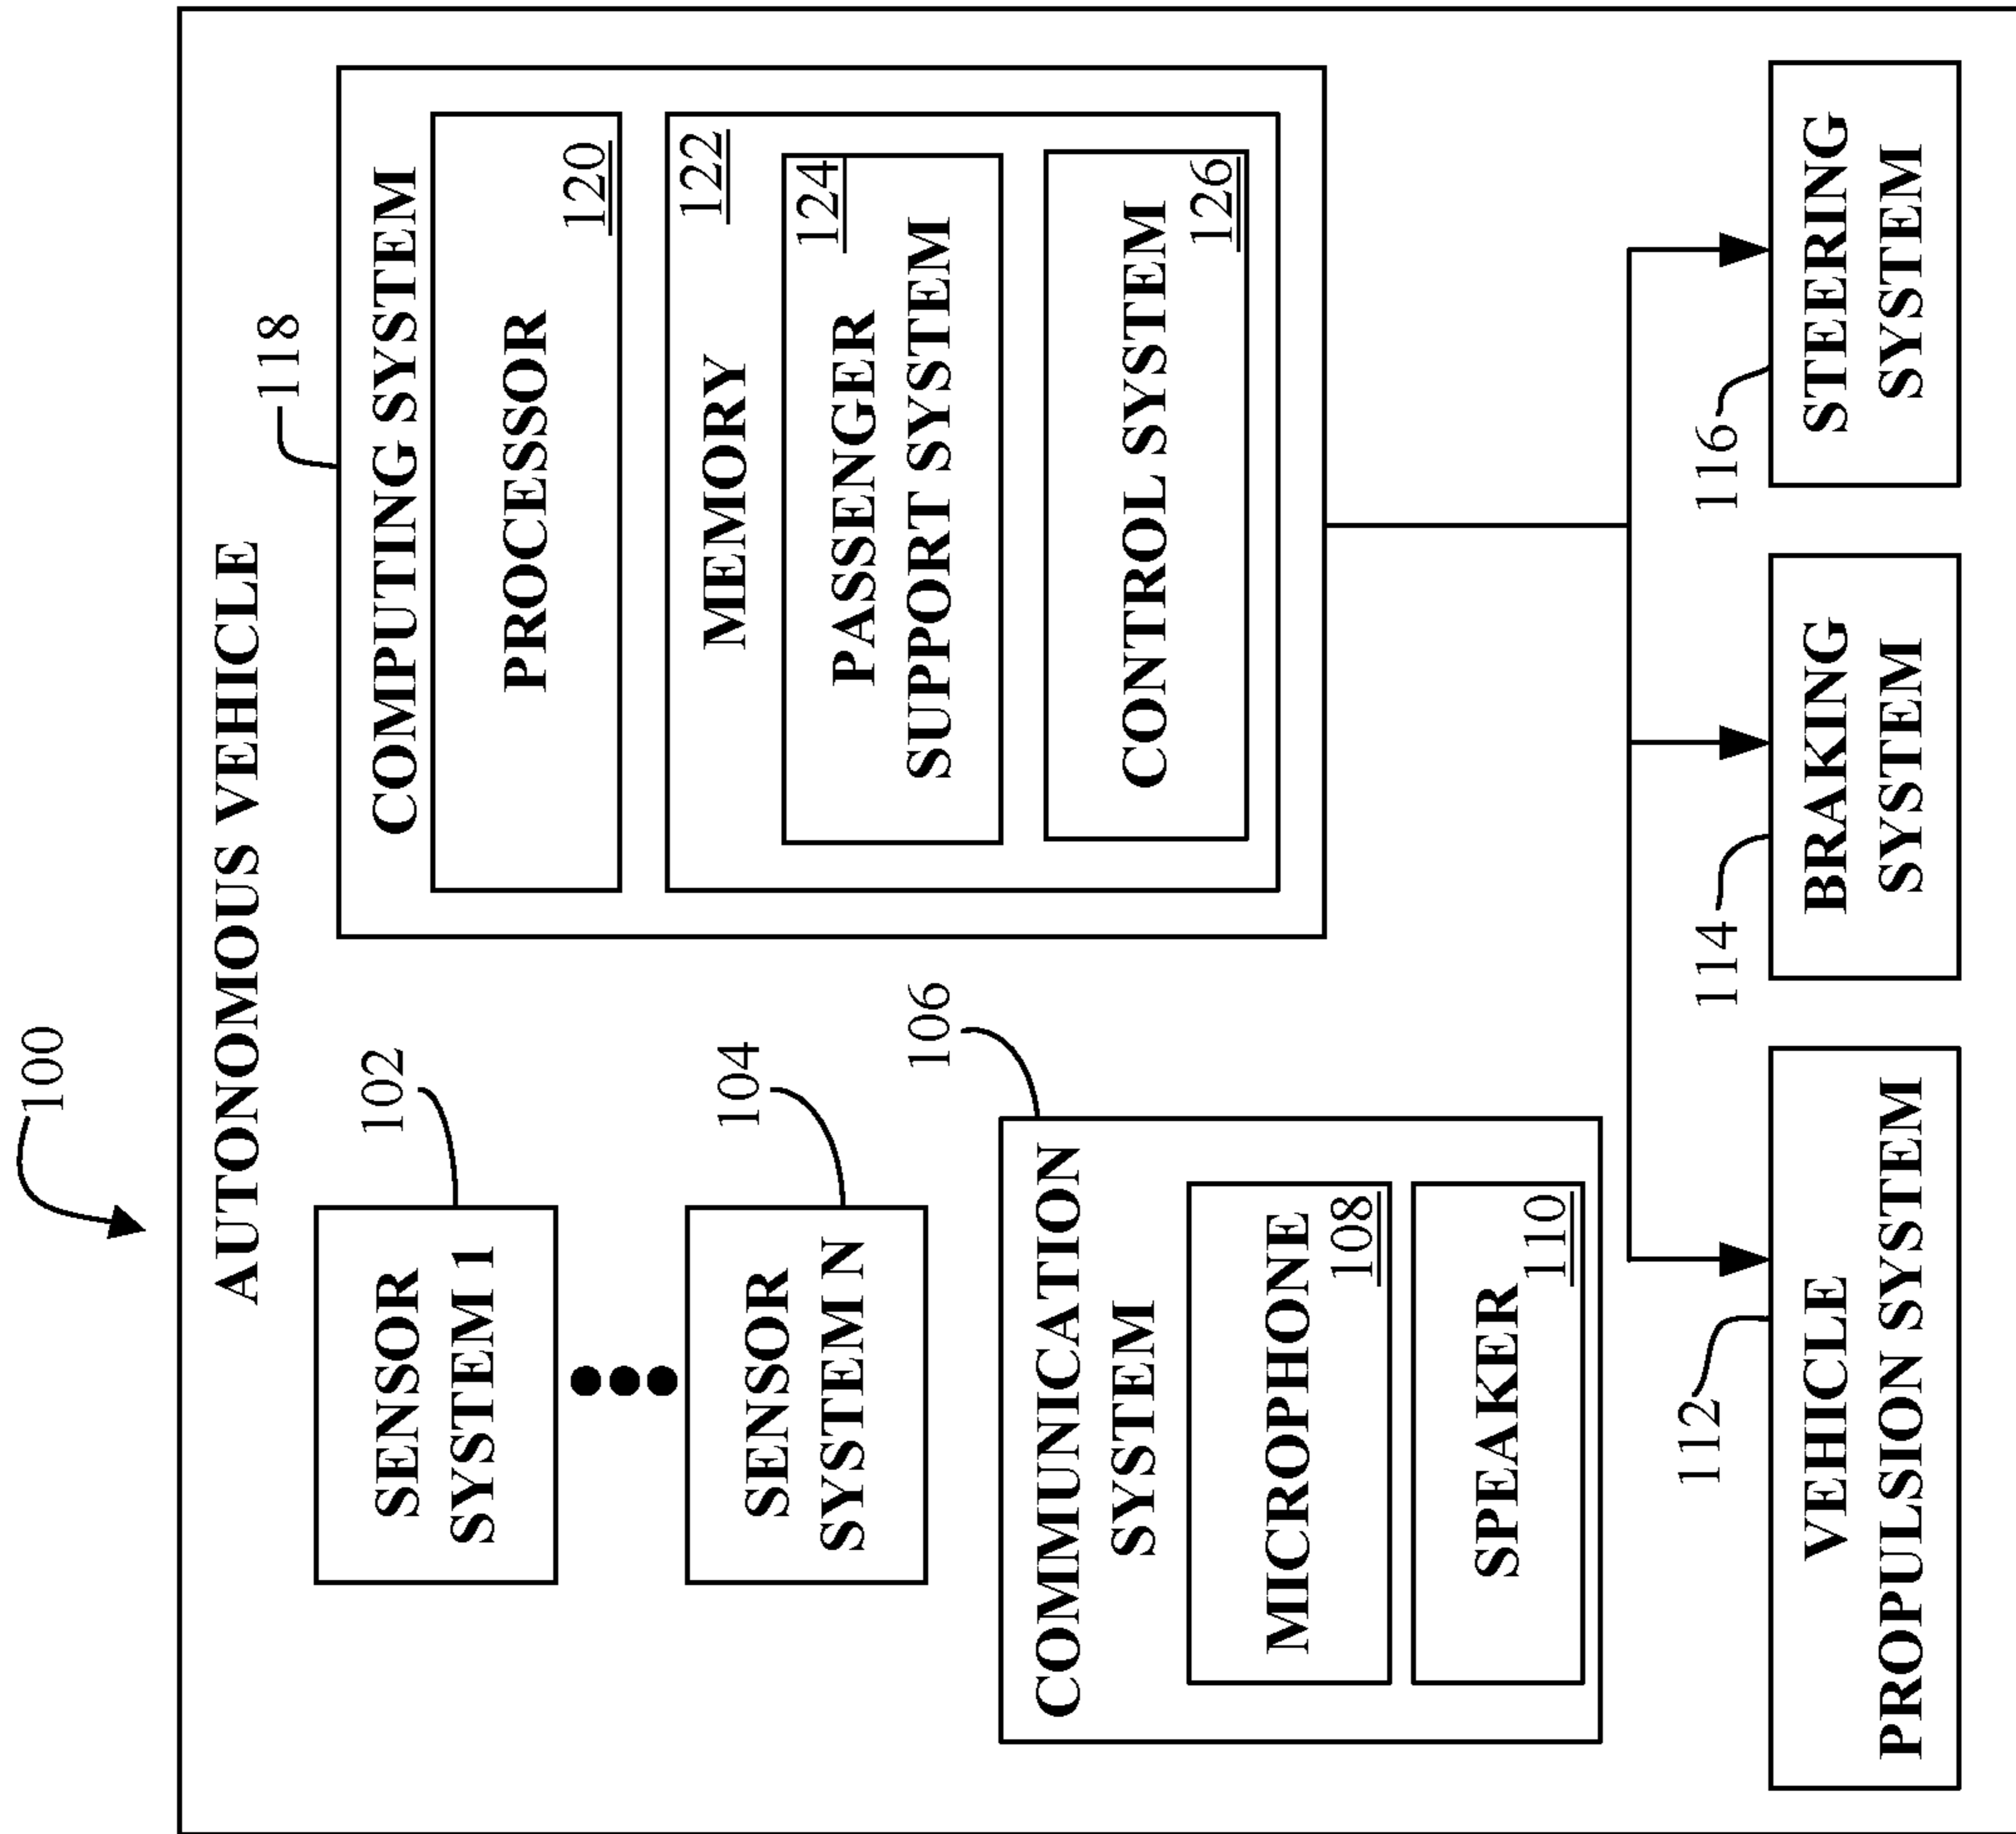 100
AUTONOMOUS VEHICLE
102
SENSOR
SYSTEM 1
104
SENSOR
SYSTEM N
106
COMMUNICATION
SYSTEM
MICROPHONE
108
SPEAKER
110
118
COMPUTING SYSTEM
PROCESSOR
120
MEMORY
122
PASSENGER
SUPPORT SYSTEM
124
CONTROL SYSTEM
126
112
VEHICLE
PROPULSION SYSTEM
114
BRAKING
SYSTEM
116
STEERING
SYSTEM